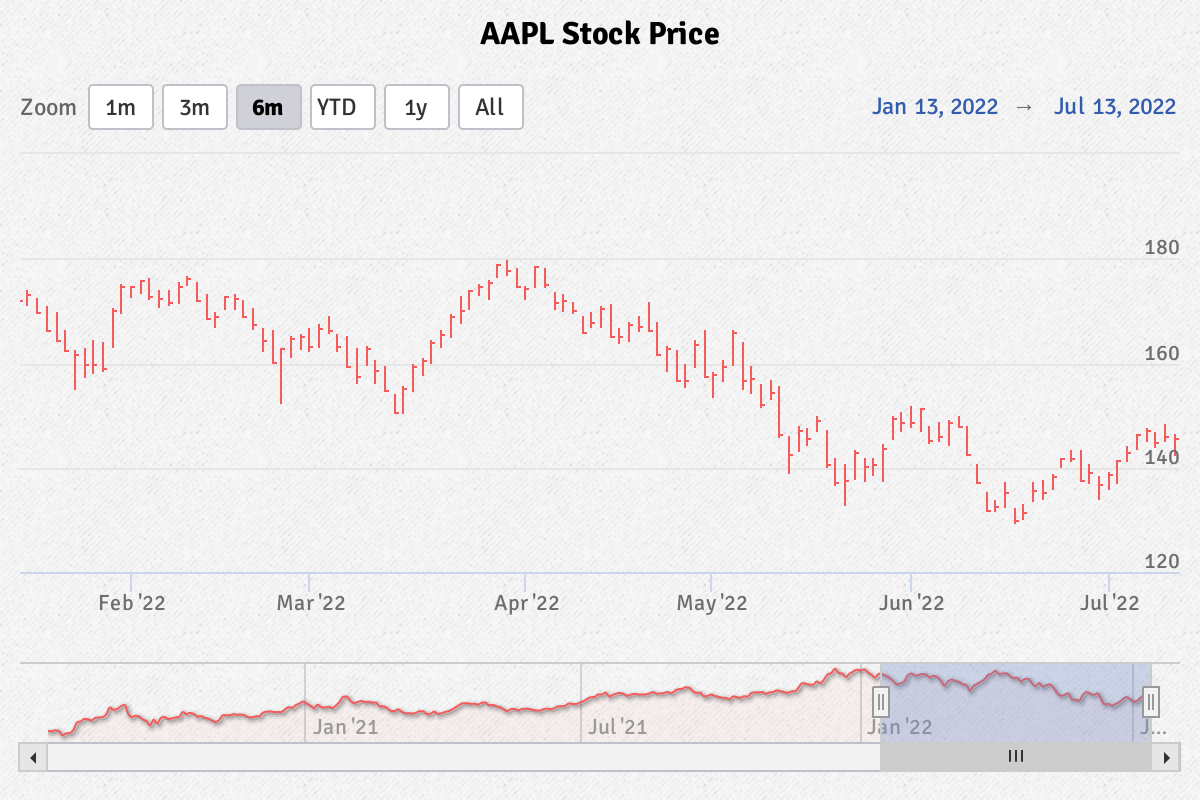 AAPL Stock Price
Zoom 1m 3m 6m YTD 1y All Jan 13, 2022 → Jul 13, 2022
180
160
140
120
Feb '22 Mar '22 Apr '22 May '22 Jun '22 Jul '22
Jan '21 Jul '21 Jan '22 J...